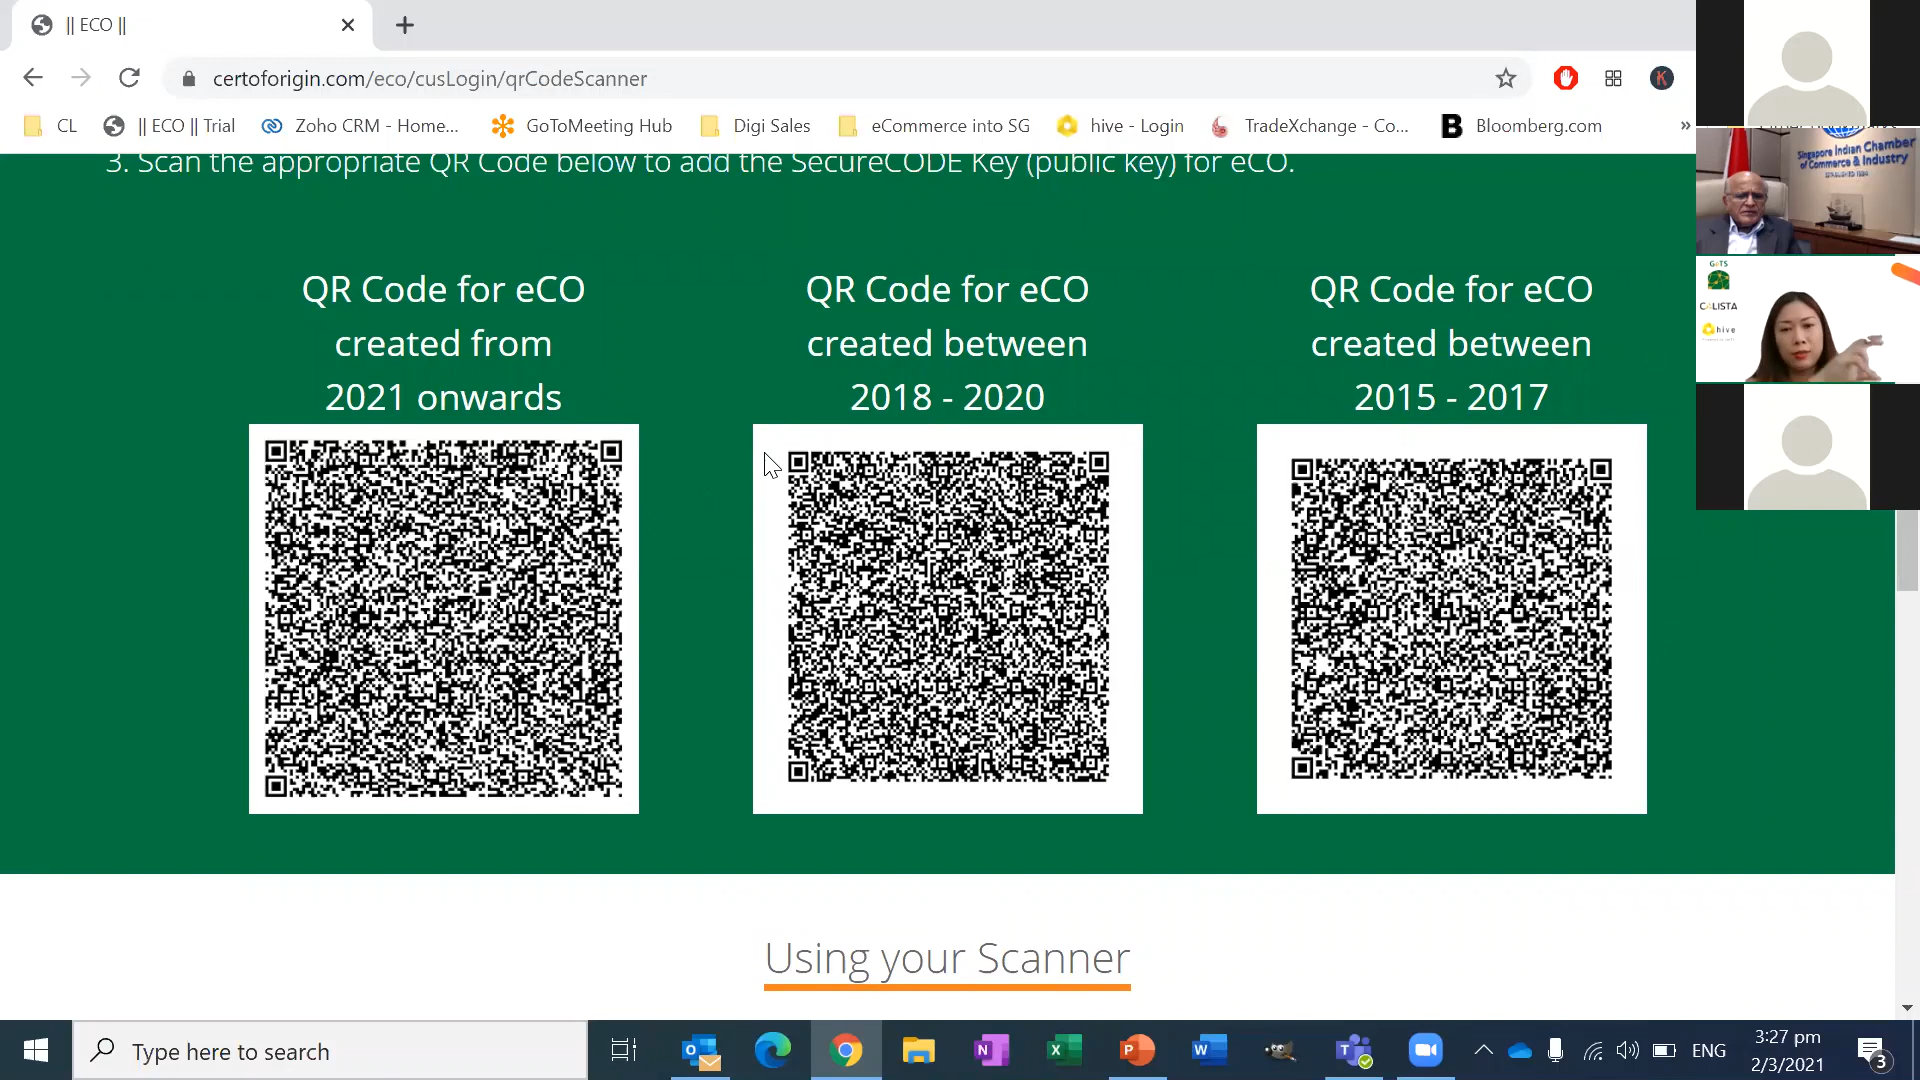 || ECO ||
certoforigin.com/eco/cusLogin/qrCodeScanner
K
CL
|| ECO || Trial
Zoho CRM - Home...
GoToMeeting Hub
Digi Sales
eCommerce into SG
hive - Login
TradeXchange - Co...
B
Bloomberg.com
»
3. Scan the appropriate QR Code below to add the SecureCODE Key (public key) for eCO.
QR Code for eCO
created from
2021 onwards
QR Code for eCO
created between
2018 - 2020
QR Code for eCO
created between
2015 - 2017
Using your Scanner
Singapore Indian Chamber
of Commerce & Industry
GeTS
CALISTA
hive
Type here to search
ENG
3:27 pm
2/3/2021
3